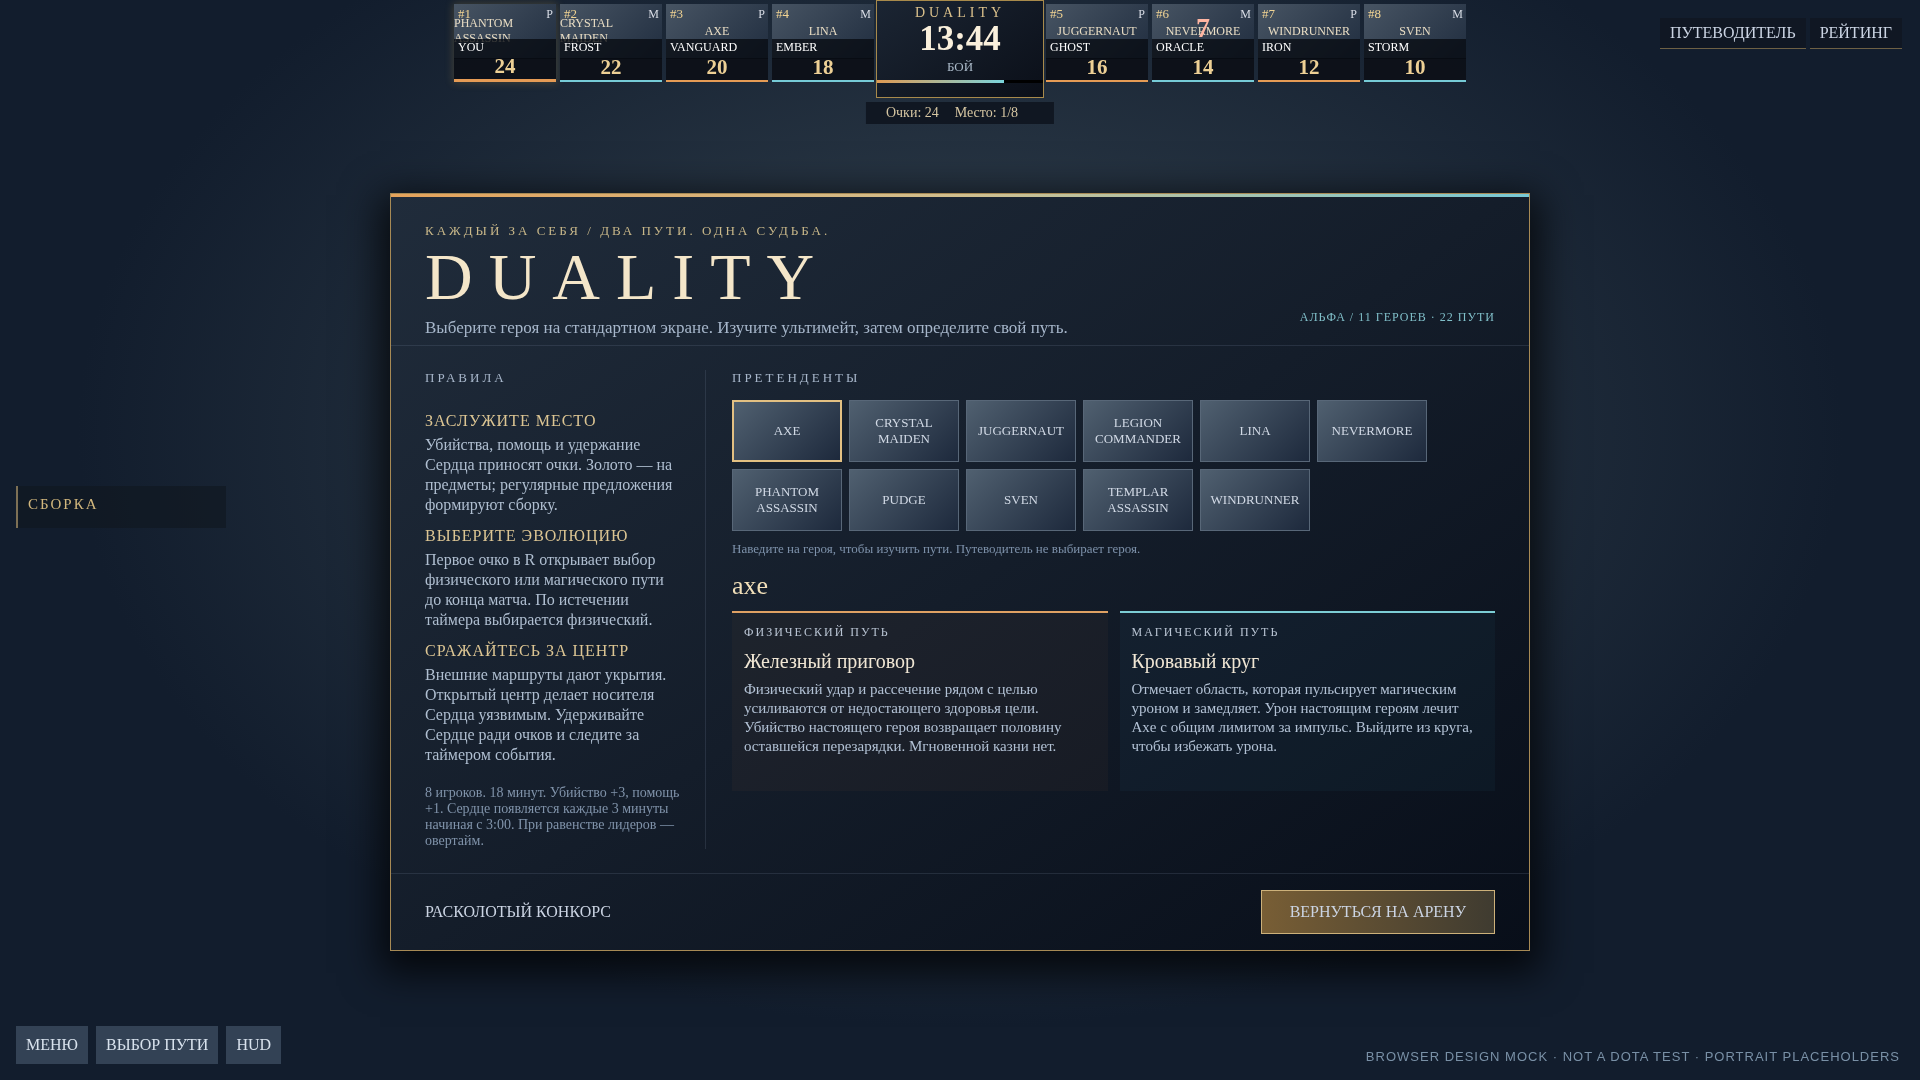 #1 P #2 M #3 P #4 M DUALITY #5 P #6 M #7 P #8 M
PHANTOM ASSASSIN CRYSTAL MAIDEN AXE LINA 13:44 JUGGERNAUT NEVERMORE 7 WINDRUNNER SVEN
YOU FROST VANGUARD EMBER GHOST ORACLE IRON STORM
24 22 20 18 БОЙ 16 14 12 10
ПУТЕВОДИТЕЛЬ РЕЙТИНГ
Очки: 24 Место: 1/8
КАЖДЫЙ ЗА СЕБЯ / ДВА ПУТИ. ОДНА СУДЬБА.
DUALITY
Выберите героя на стандартном экране. Изучите ультимейт, затем определите свой путь.
АЛЬФА / 11 ГЕРОЕВ · 22 ПУТИ
ПРАВИЛА
ЗАСЛУЖИТЕ МЕСТО
Убийства, помощь и удержание
Сердца приносят очки. Золото — на
предметы; регулярные предложения
формируют сборку.
ВЫБЕРИТЕ ЭВОЛЮЦИЮ
Первое очко в R открывает выбор
физического или магического пути
до конца матча. По истечении
таймера выбирается физический.
СРАЖАЙТЕСЬ ЗА ЦЕНТР
Внешние маршруты дают укрытия.
Открытый центр делает носителя
Сердца уязвимым. Удерживайте
Сердце ради очков и следите за
таймером события.
8 игроков. 18 минут. Убийство +3, помощь
+1. Сердце появляется каждые 3 минуты
начиная с 3:00. При равенстве лидеров —
овертайм.
ПРЕТЕНДЕНТЫ
AXE CRYSTAL MAIDEN JUGGERNAUT LEGION COMMANDER LINA NEVERMORE
PHANTOM ASSASSIN PUDGE SVEN TEMPLAR ASSASSIN WINDRUNNER
Наведите на героя, чтобы изучить пути. Путеводитель не выбирает героя.
axe
ФИЗИЧЕСКИЙ ПУТЬ
Железный приговор
Физический удар и рассечение рядом с целью
усиливаются от недостающего здоровья цели.
Убийство настоящего героя возвращает половину
оставшейся перезарядки. Мгновенной казни нет.
МАГИЧЕСКИЙ ПУТЬ
Кровавый круг
Отмечает область, которая пульсирует магическим
уроном и замедляет. Урон настоящим героям лечит
Axe с общим лимитом за импульс. Выйдите из круга,
чтобы избежать урона.
СБОРКА
РАСКОЛОТЫЙ КОНКОРС
ВЕРНУТЬСЯ НА АРЕНУ
МЕНЮ ВЫБОР ПУТИ HUD
BROWSER DESIGN MOCK · NOT A DOTA TEST · PORTRAIT PLACEHOLDERS